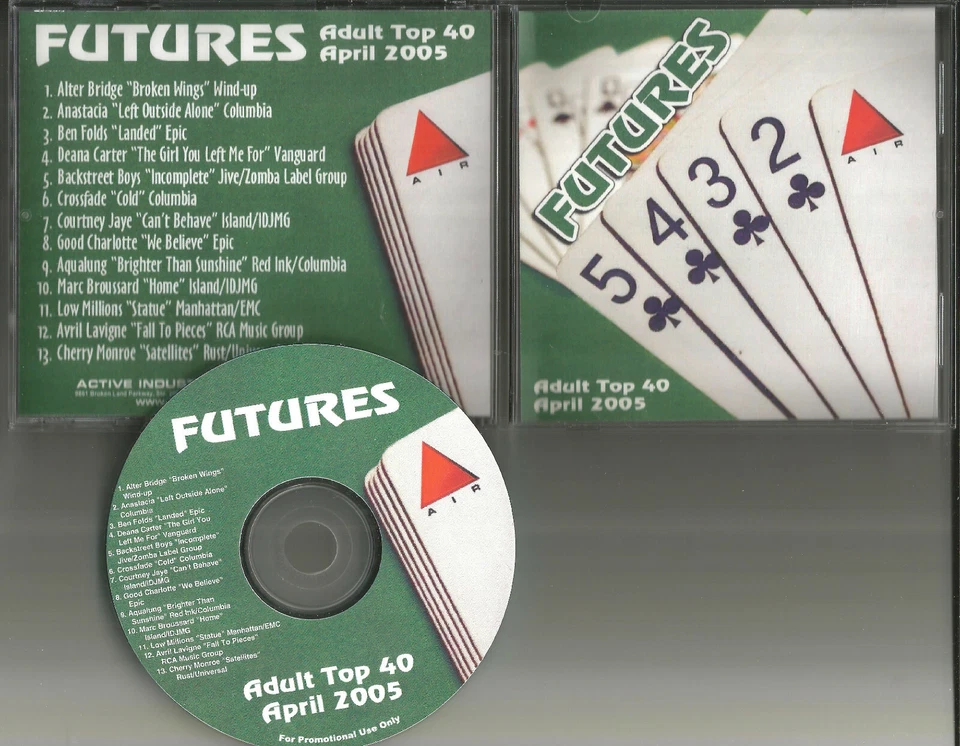 FUTURES Adult Top 40
April 2005
1. Alter Bridge "Broken Wings" Wind-up
2. Anastacia "Left Outside Alone" Columbia
3. Ben Folds "Landed" Epic
4. Deana Carter "The Girl You Left Me For" Vanguard
5. Backstreet Boys "Incomplete" Jive/Zomba Label Group
6. Crossfade "Cold" Columbia
7. Courtney Jaye "Can't Behave" Island/IDJMG
8. Good Charlotte "We Believe" Epic
9. Aqualung "Brighter Than Sunshine" Red Ink/Columbia
10. Marc Broussard "Home" Island/IDJMG
11. Low Millions "Statue" Manhattan/EMC
12. Avril Lavigne "Fall To Pieces" RCA Music Group
13. Cherry Monroe "Satellites" Rust/Univ
ACTIVE INDUS
Broken Land Parkway,
www.
AIR
FUTURES
5
4
3
2
AIR
Adult Top 40
April 2005
FUTURES
AIR
1. Alter Bridge "Broken Wings"
Wind-up
2. Anastacia "Left Outside Alone"
Columbia
3. Ben Folds "Landed" Epic
4. Deana Carter "The Girl You
Left Me For" Vanguard
5. Backstreet Boys "Incomplete"
Jive/Zomba Label Group
6. Crossfade "Cold" Columbia
7. Courtney Jaye "Can't Behave"
Island/IDJMG
8. Good Charlotte "We Believe"
Epic
9. Aqualung "Brighter Than
Sunshine" Red Ink/Columbia
10. Marc Broussard "Home"
Island/IDJMG
11. Low Millions "Statue" Manhattan/EMC
12. Avril Lavigne "Fall To Pieces"
RCA Music Group
13. Cherry Monroe "Satellites"
Rust/Universal
Adult Top 40
April 2005
For Promotional Use Only